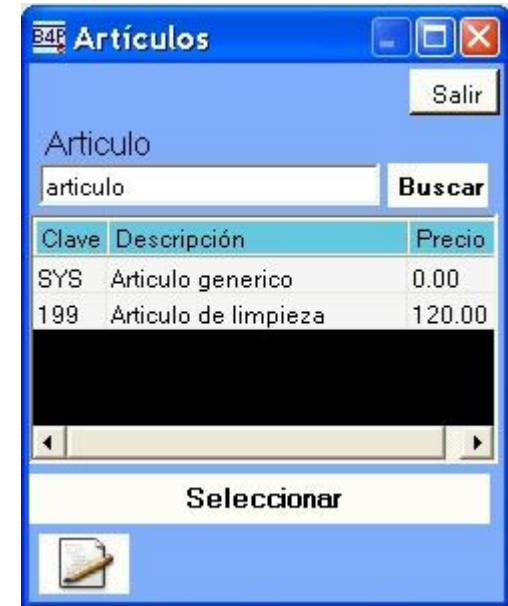 Artículos
Salir
Articulo
articulo Buscar
Clave Descripción Precio
SYS Articulo generico 0.00
199 Articulo de limpieza 120.00
Seleccionar